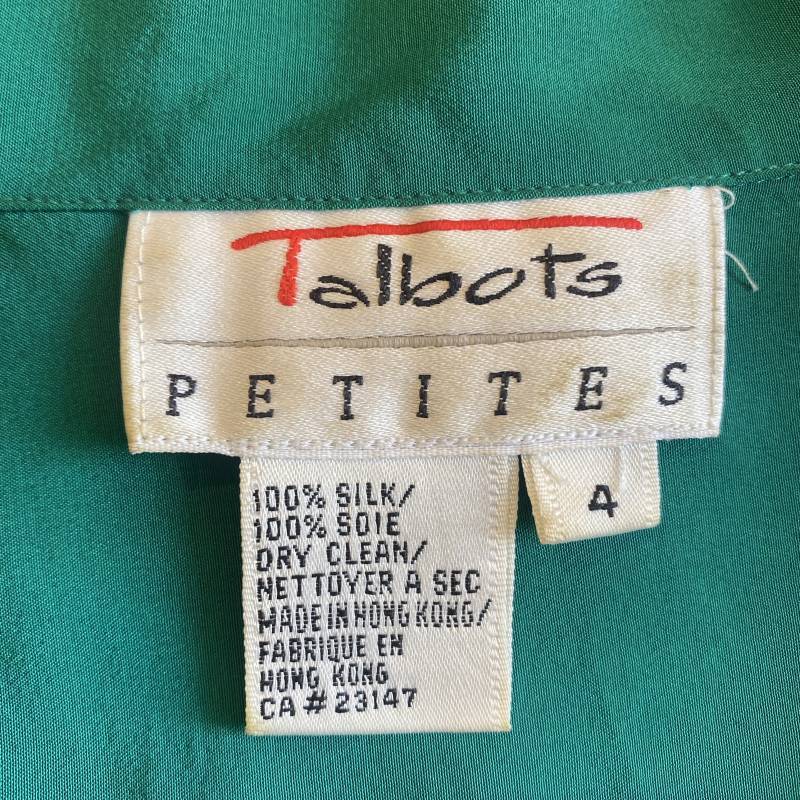 Talbots
PETITES
100% SILK/
100% SOIE
DRY CLEAN/
NETTOYER A SEC
MADE IN HONG KONG/
FABRIQUE EN
HONG KONG
CA # 23147
4